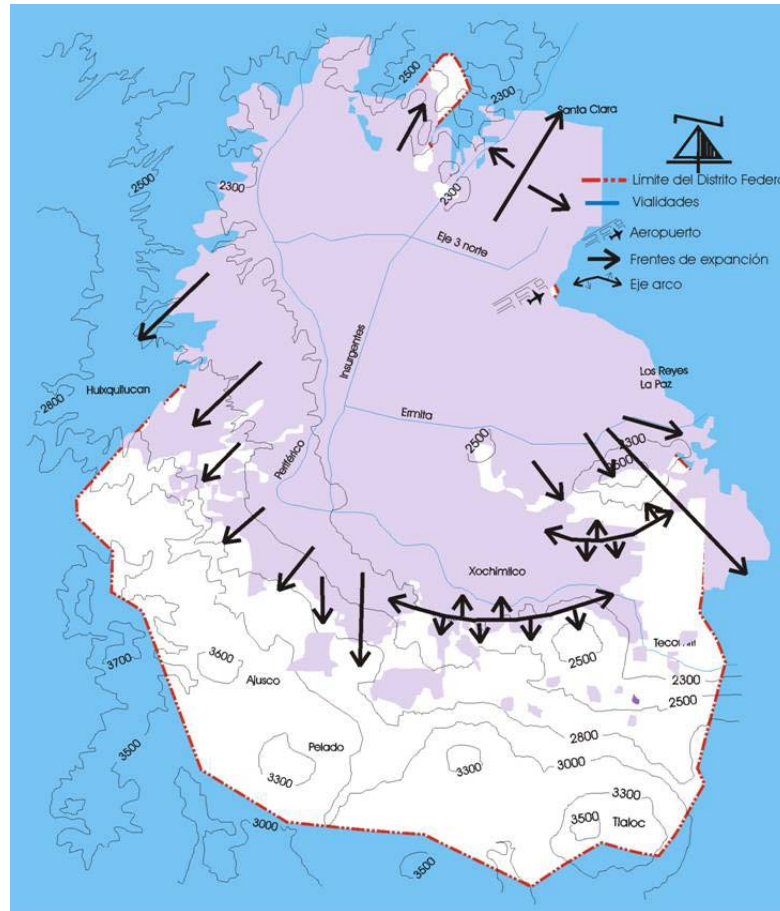 2500
2300
Santa Clara
2500
2300
2300
Límite del Distrito Federa
Vialidades
Eje 3 norte
Aeropuerto
Frentes de expanción
Eje arco
Insurgentes
Los Reyes
La Paz
Huixquilucan
2800
Ermita
2500
2300
Periférico
Xochimilco
2500
2300
2500
3700
3600
Ajusco
2800
Pelado
3000
3500
3300
3300
3300
3000
3500
Tlaloc
3500